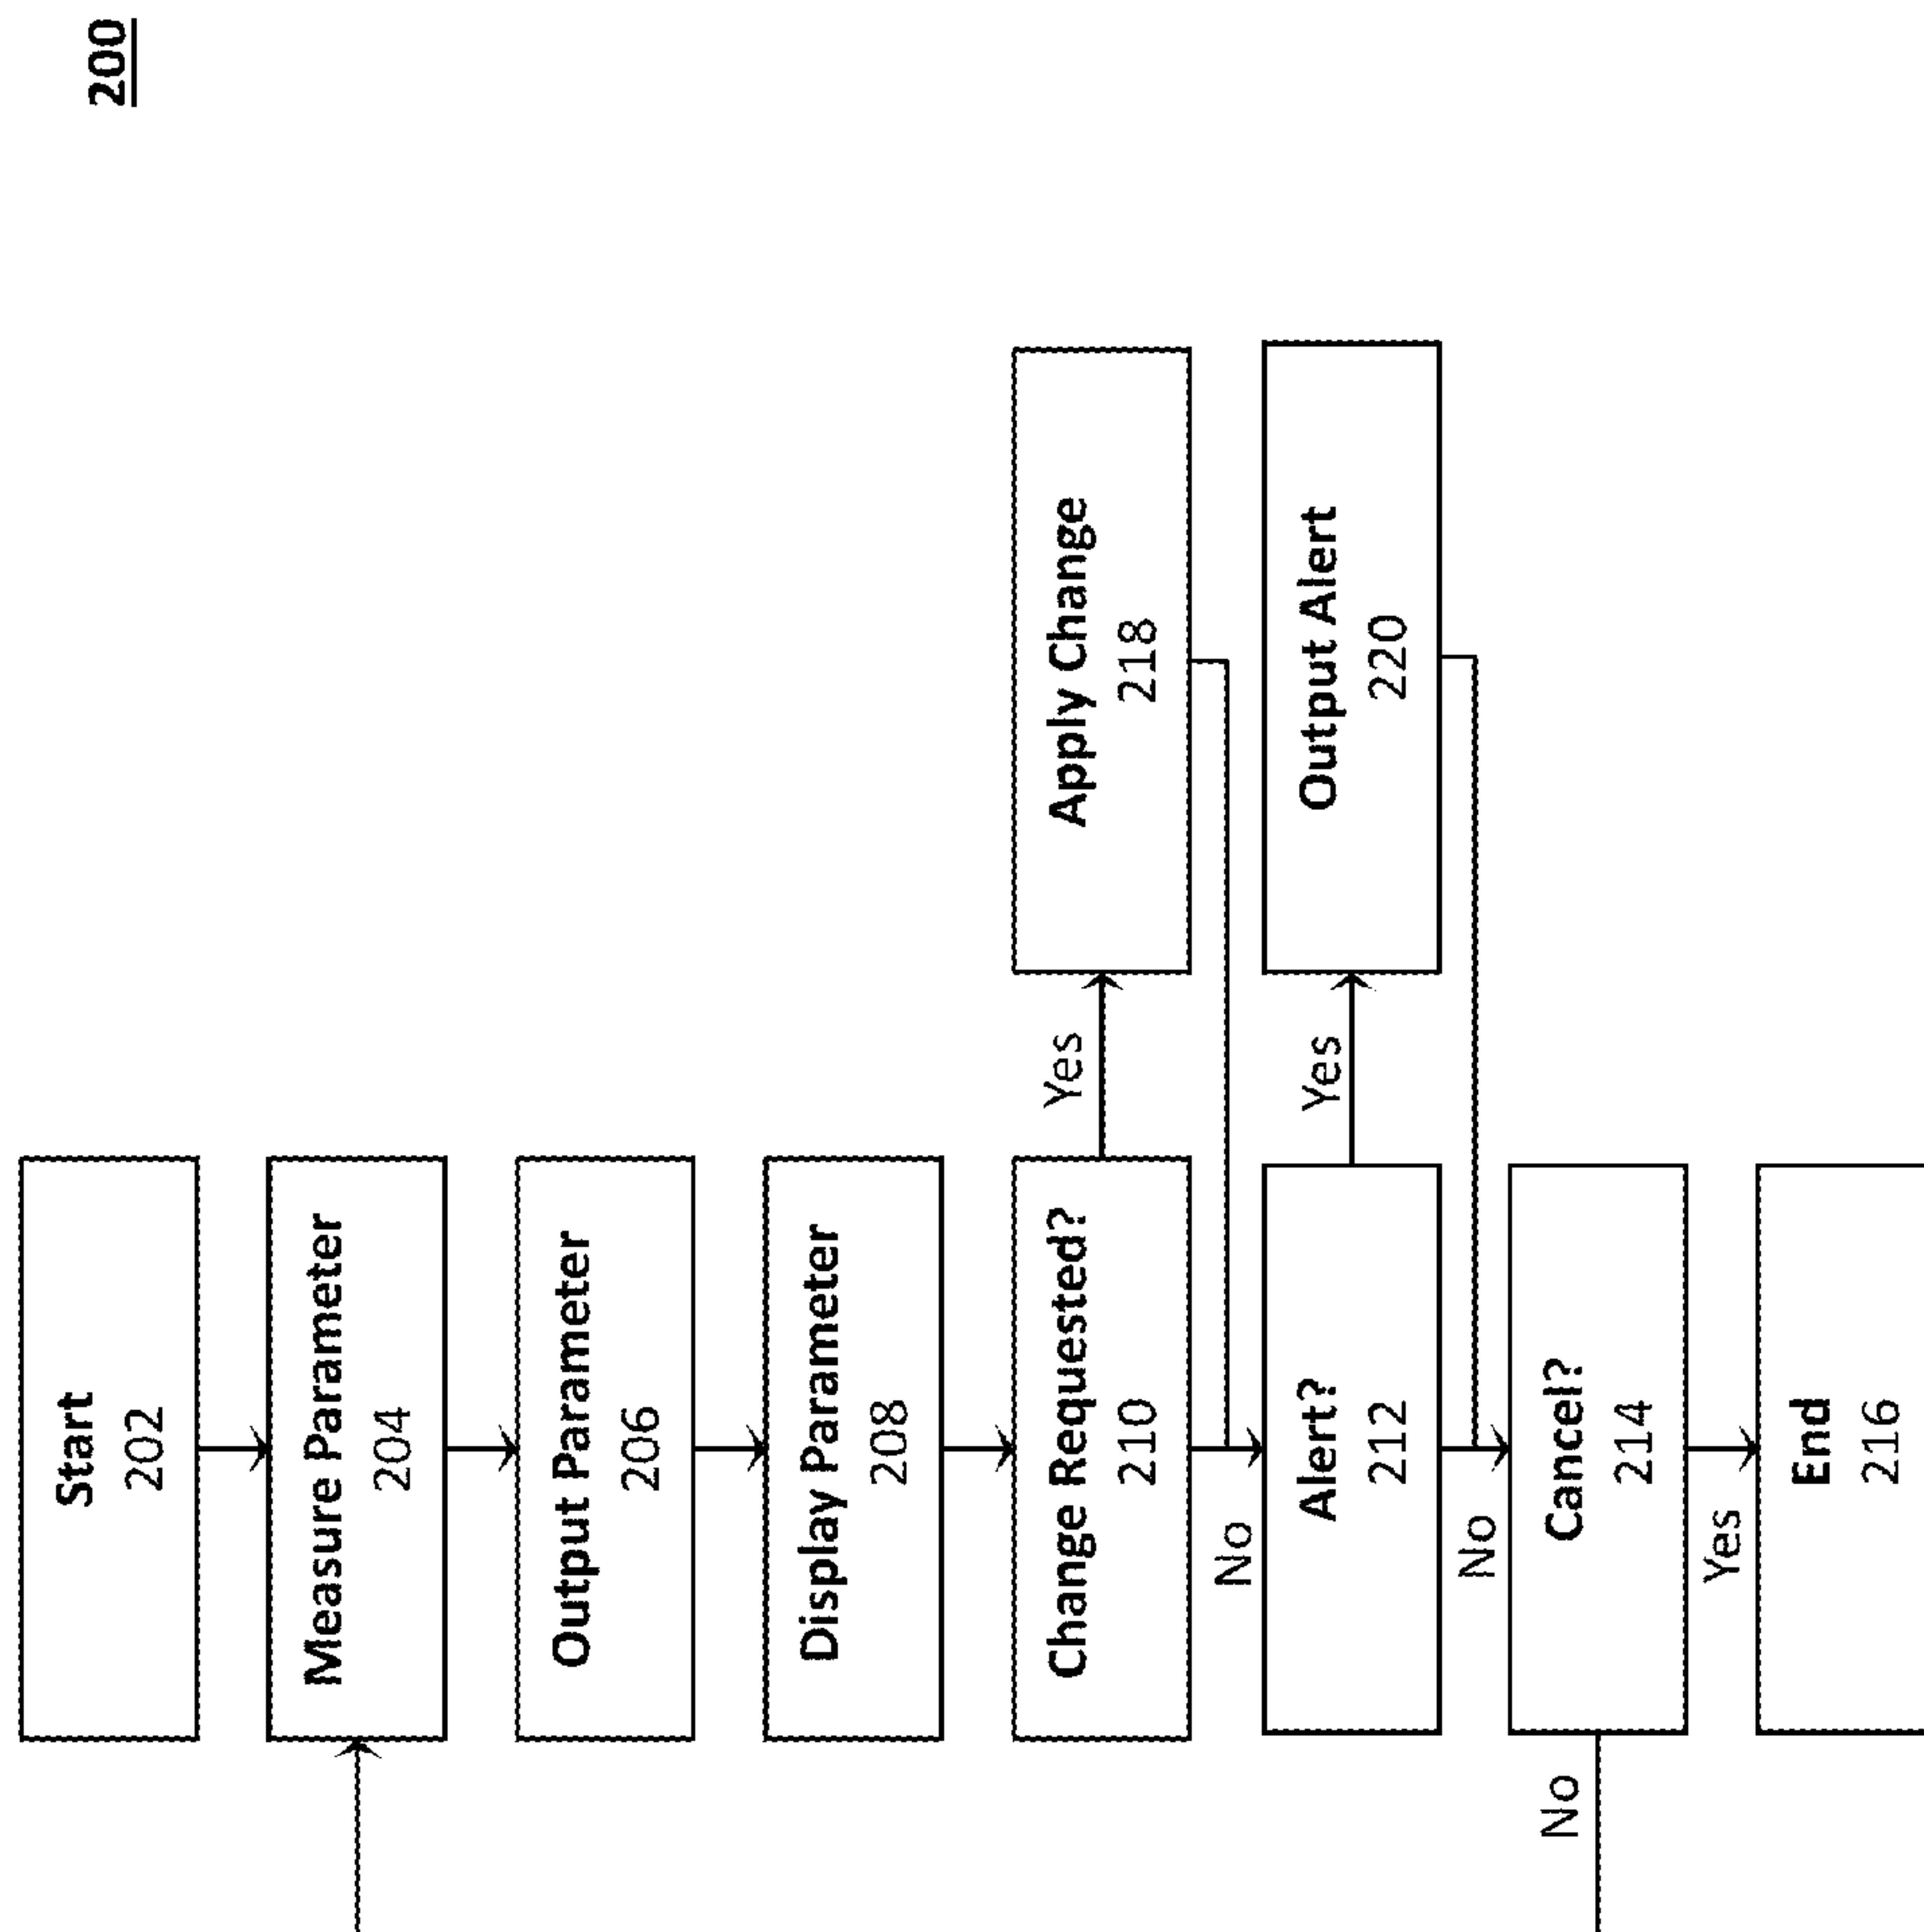 200
Start
202
Measure Parameter
204
Output Parameter
206
Display Parameter
208
Change Requested?
210
Yes
Apply Change
218
No
Alert?
212
Yes
Output Alert
220
No
Cancel?
214
No
Yes
End
216